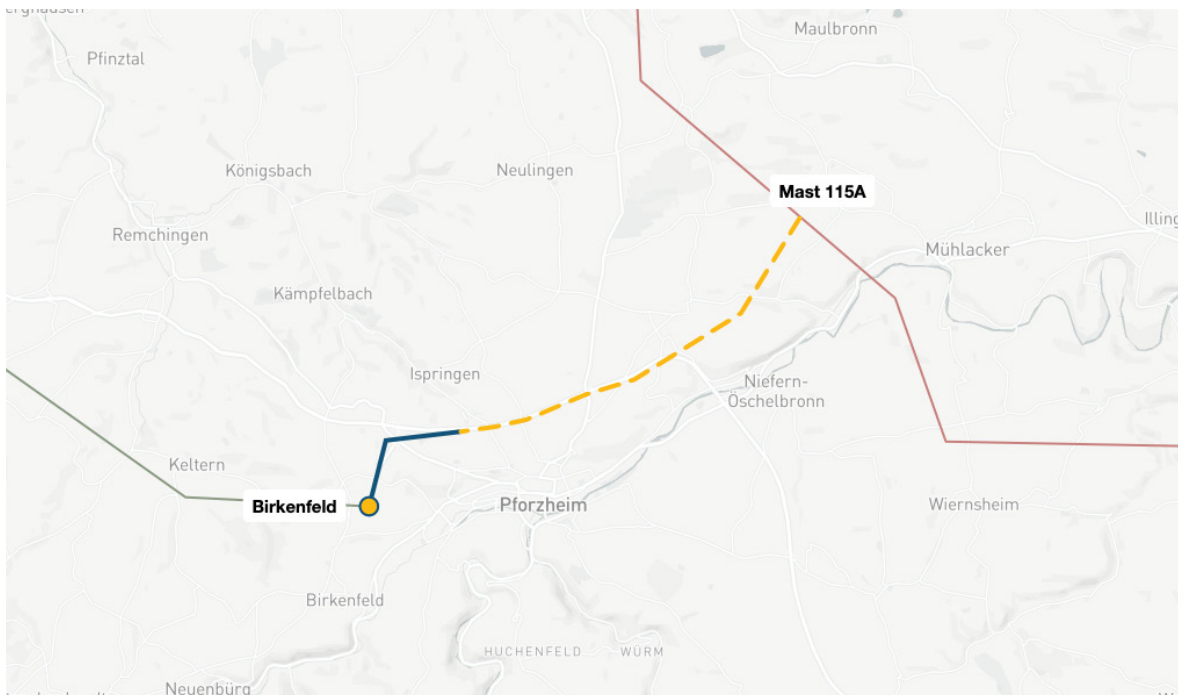 Maulbronn
Pfinztal
Königsbach
Neulingen
Mast 115A
Remchingen
Mühlacker
Kämpfelbach
Ispringen
Niefern-
Öschelbronn
Keltern
Birkenfeld
Pforzheim
Wiernsheim
Birkenfeld
HUCHENFELD
WÜRM
Neuenbürg